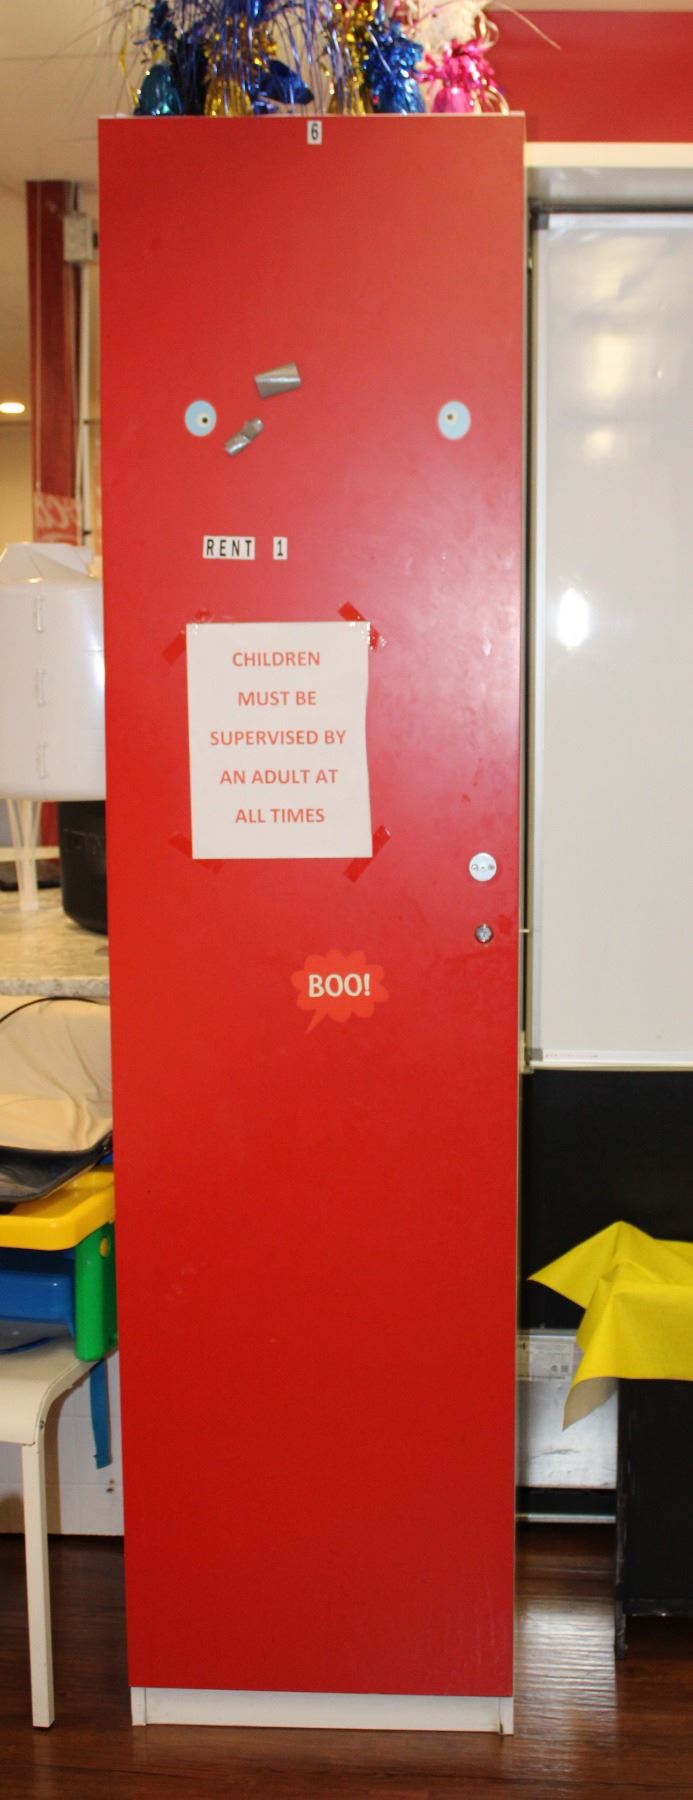 6
RENT 1
CHILDREN
MUST BE
SUPERVISED BY
AN ADULT AT
ALL TIMES
BOO!